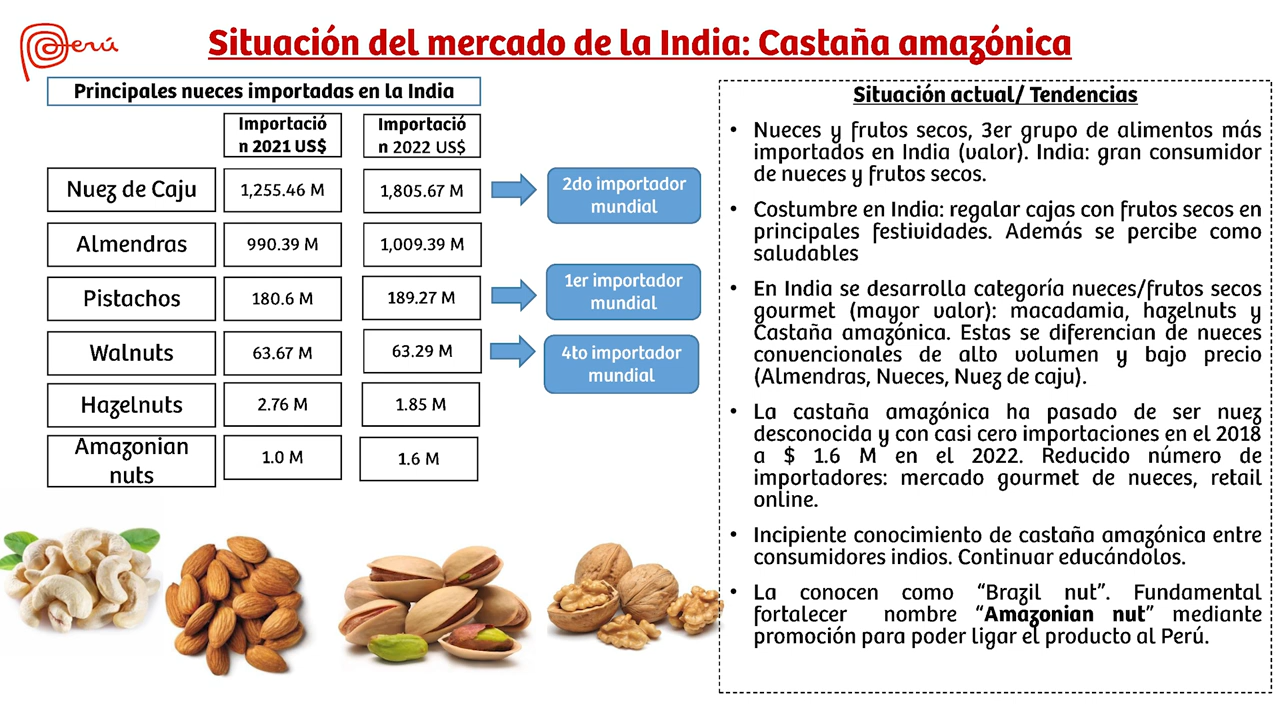 Perú
Situación del mercado de la India: Castaña amazónica
Principales nueces importadas en la India
Importació
n 2021 US$
Importació
n 2022 US$
Nuez de Caju
1,255.46 M
1,805.67 M
2do importador
mundial
Almendras
990.39 M
1,009.39 M
Pistachos
180.6 M
189.27 M
1er importador
mundial
Walnuts
63.67 M
63.29 M
4to importador
mundial
Hazelnuts
2.76 M
1.85 M
Amazonian
nuts
1.0 M
1.6 M
Situación actual/ Tendencias
• Nueces y frutos secos, 3er grupo de alimentos más
importados en India (valor). India: gran consumidor
de nueces y frutos secos.
• Costumbre en India: regalar cajas con frutos secos en
principales festividades. Además se percibe como
saludables
• En India se desarrolla categoría nueces/frutos secos
gourmet (mayor valor): macadamia, hazelnuts y
Castaña amazónica. Estas se diferencian de nueces
convencionales de alto volumen y bajo precio
(Almendras, Nueces, Nuez de caju).
• La castaña amazónica ha pasado de ser nuez
desconocida y con casi cero importaciones en el 2018
a $ 1.6 M en el 2022. Reducido número de
importadores: mercado gourmet de nueces, retail
online.
• Incipiente conocimiento de castaña amazónica entre
consumidores indios. Continuar educándolos.
• La conocen como “Brazil nut”. Fundamental
fortalecer nombre “Amazonian nut” mediante
promoción para poder ligar el producto al Perú.